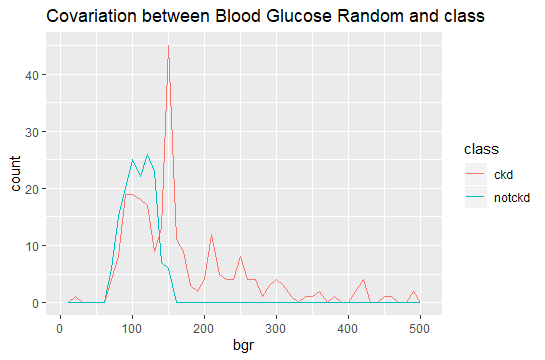 Covariation between Blood Glucose Random and class
count
40
30
20
10
0
0 100 200 300 400 500
bgr
class
ckd
notckd